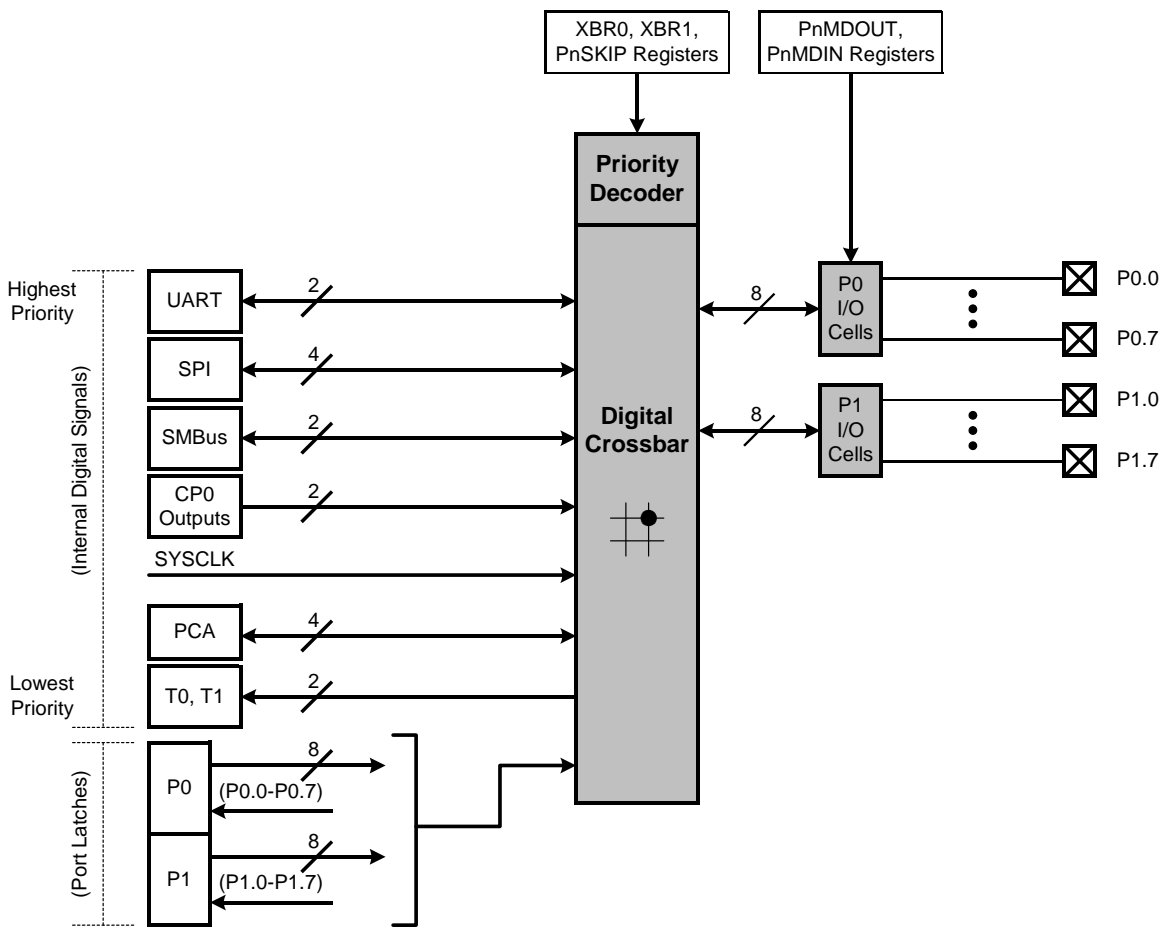 XBR0, XBR1,
PnSKIP Registers
PnMDOUT,
PnMDIN Registers
Priority
Decoder
Highest
Priority
(Internal Digital Signals)
UART
2
SPI
4
SMBus
2
CP0
Outputs
2
SYSCLK
PCA
4
Lowest
Priority
T0, T1
2
Digital
Crossbar
8
P0
I/O
Cells
P0.0
P0.7
8
P1
I/O
Cells
P1.0
P1.7
(Port Latches)
P0
8
(P0.0-P0.7)
P1
8
(P1.0-P1.7)